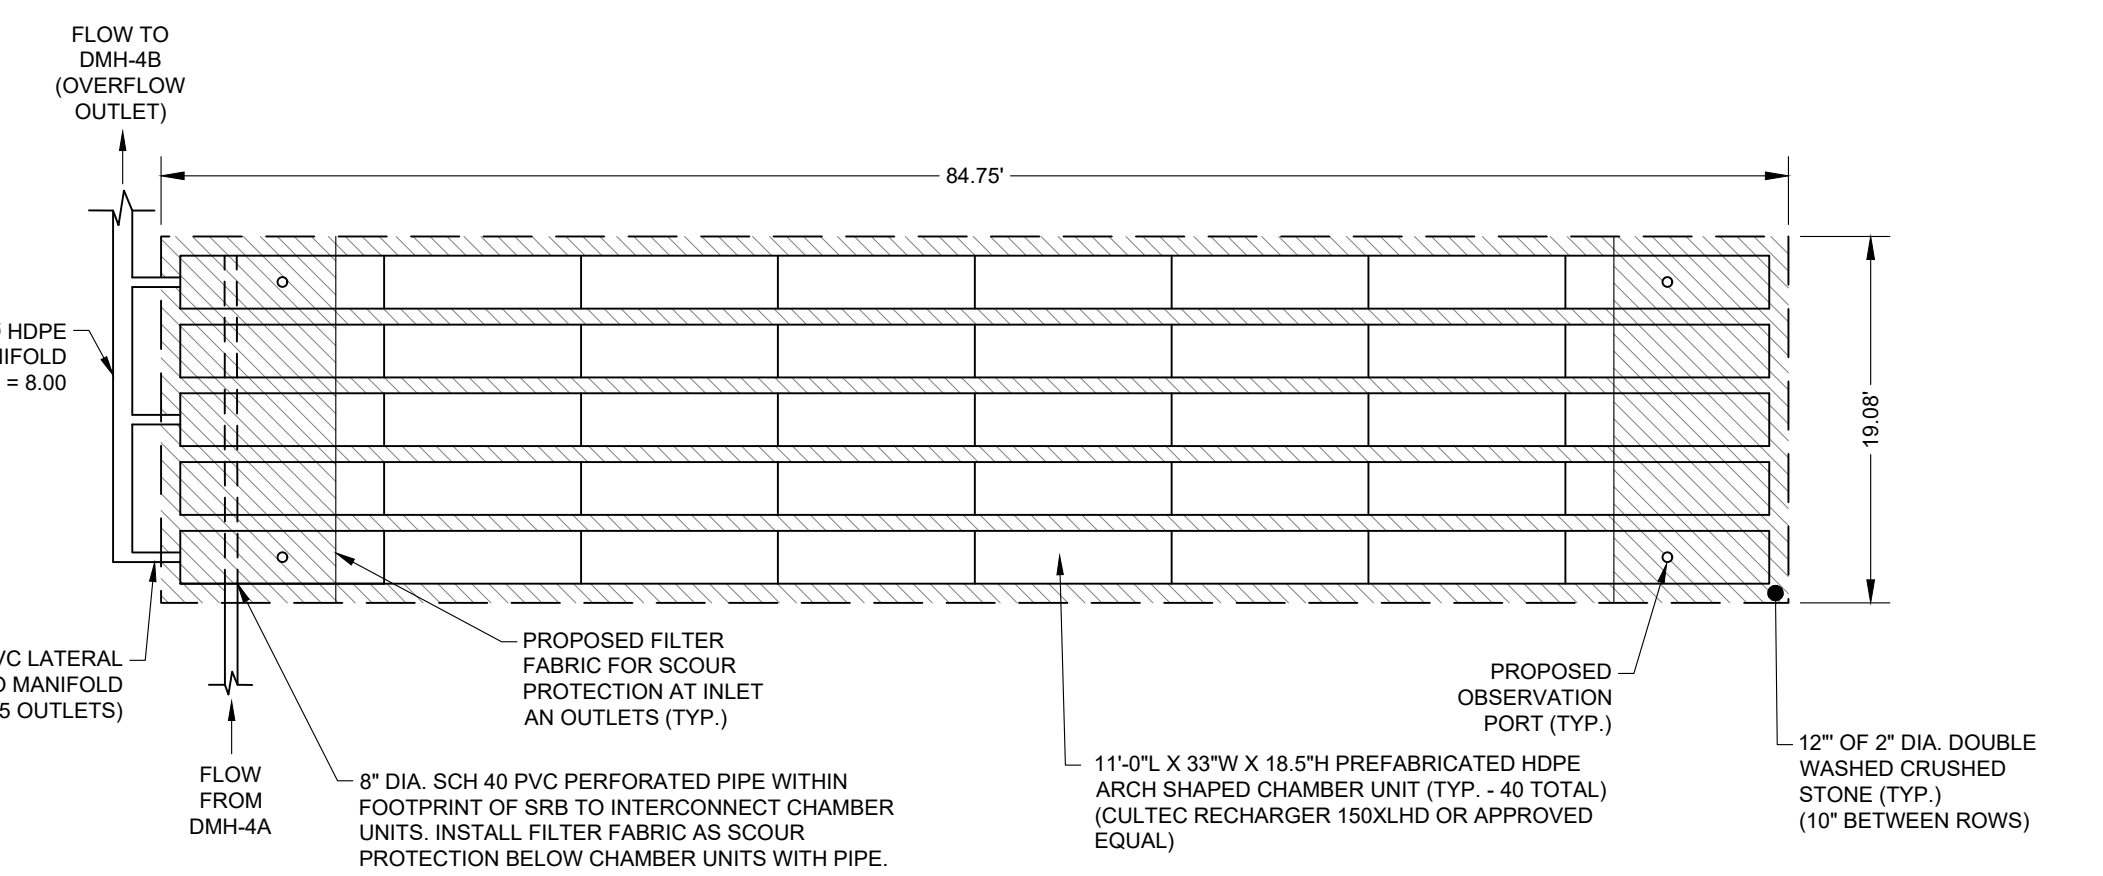 FLOW TO
DMH-4B
(OVERFLOW
OUTLET)
84.75'
HDPE
= 8.00
19.08'
LATERAL
MANIFOLD
5 OUTLETS)
PROPOSED FILTER
FABRIC FOR SCOUR
PROTECTION AT INLET
AN OUTLETS (TYP.)
PROPOSED
OBSERVATION
PORT (TYP.)
FLOW
FROM
DMH-4A
8" DIA. SCH 40 PVC PERFORATED PIPE WITHIN
FOOTPRINT OF SRB TO INTERCONNECT CHAMBER
UNITS. INSTALL FILTER FABRIC AS SCOUR
PROTECTION BELOW CHAMBER UNITS WITH PIPE.
11'-0"L X 33"W X 18.5"H PREFABRICATED HDPE
ARCH SHAPED CHAMBER UNIT (TYP. - 40 TOTAL)
(CULTEC RECHARGER 150XLHD OR APPROVED
EQUAL)
12"' OF 2" DIA. DOUBLE
WASHED CRUSHED
STONE (TYP.)
(10" BETWEEN ROWS)